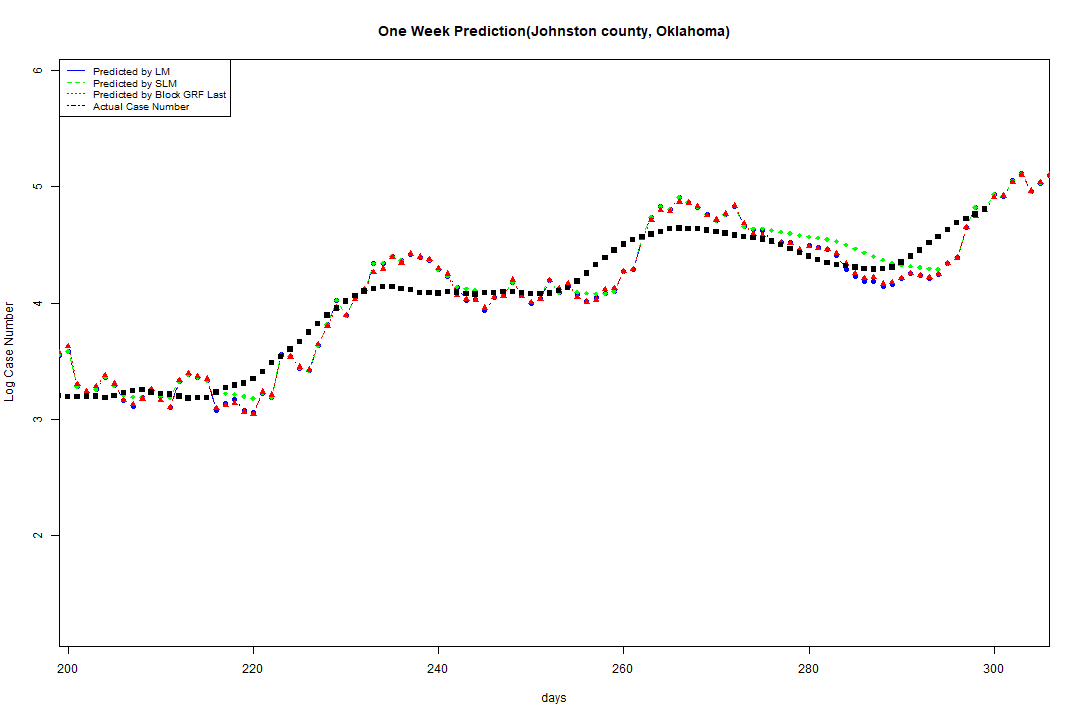 One Week Prediction(Johnston county, Oklahoma)
Predicted by LM
Predicted by SLM
Predicted by Block GRF Last
Actual Case Number
6
5
4
3
2
Log Case Number
200 220 240 260 280 300
days